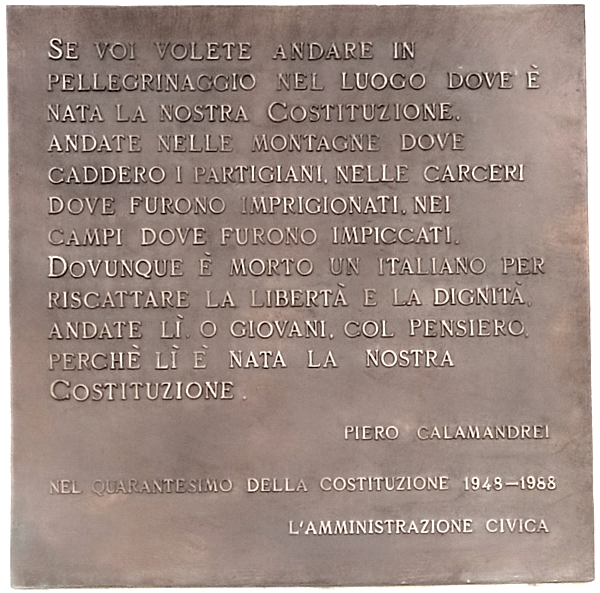 SE VOI VOLETE ANDARE IN
PELLEGRINAGGIO NEL LUOGO DOVE È
NATA LA NOSTRA COSTITUZIONE,
ANDATE NELLE MONTAGNE DOVE
CADDERO I PARTIGIANI, NELLE CARCERI
DOVE FURONO IMPRIGIONATI, NEI
CAMPI DOVE FURONO IMPICCATI.
DOVUNQUE È MORTO UN ITALIANO PER
RISCATTARE LA LIBERTÀ E LA DIGNITÀ,
ANDATE LÌ, O GIOVANI, COL PENSIERO,
PERCHÈ LÌ È NATA LA NOSTRA
COSTITUZIONE.
PIERO CALAMANDREI
NEL QUARANTESIMO DELLA COSTITUZIONE 1948-1988
L'AMMINISTRAZIONE CIVICA